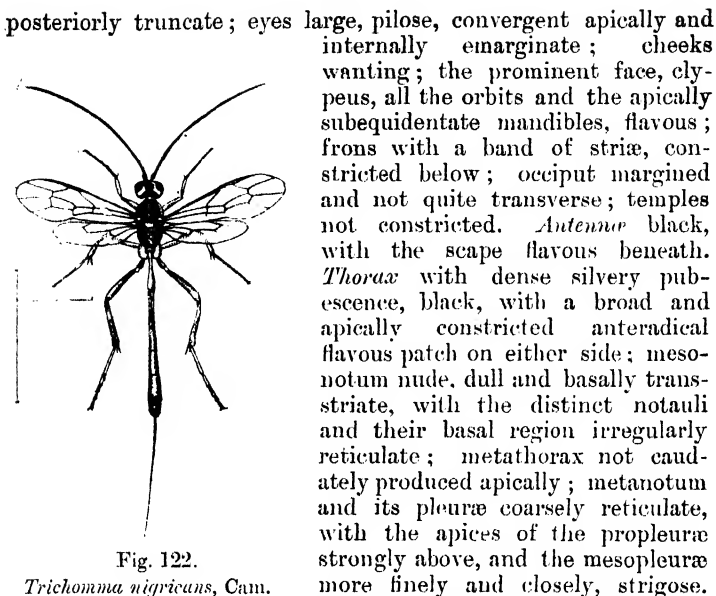 posteriorly truncate; eyes large, pilose, convergent apically and
internally emarginate; cheeks
wanting; the prominent face, cly-
peus, all the orbits and the apically
subequidentate mandibles, flavous;
frons with a band of striæ, con-
stricted below; occiput margined
and not quite transverse; temples
not constricted. Antennæ black,
with the scape flavous beneath.
Thorax with dense silvery pub-
escence, black, with a broad and
apically constricted anteradical
flavous patch on either side; meso-
notum nude, dull and basally trans-
striate, with the distinct notauli
and their basal region irregularly
reticulate; metathorax not caud-
ately produced apically; metanotum
and its pleuræ coarsely reticulate,
with the apices of the propleuræ
strongly above, and the mesopleuræ
more finely and closely, strigose.
Fig. 122.
Trichomma nigricans, Cam.